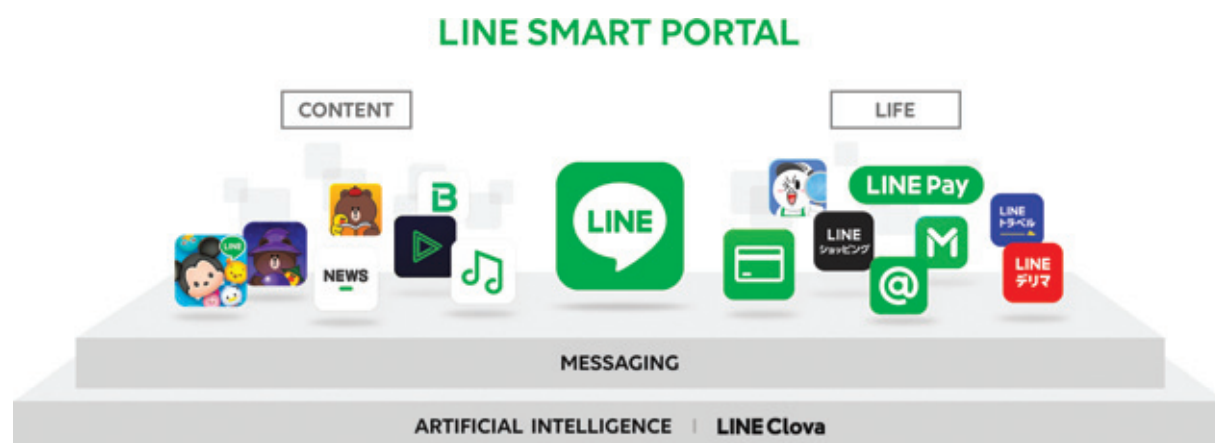 LINE SMART PORTAL
CONTENT
LIFE
LINE
NEWS
B
LINE
LINE Pay
LINE
ショッピング
M
@
LINE
トラベル
LINE
デリマ
MESSAGING
ARTIFICIAL INTELLIGENCE | LINE Clova